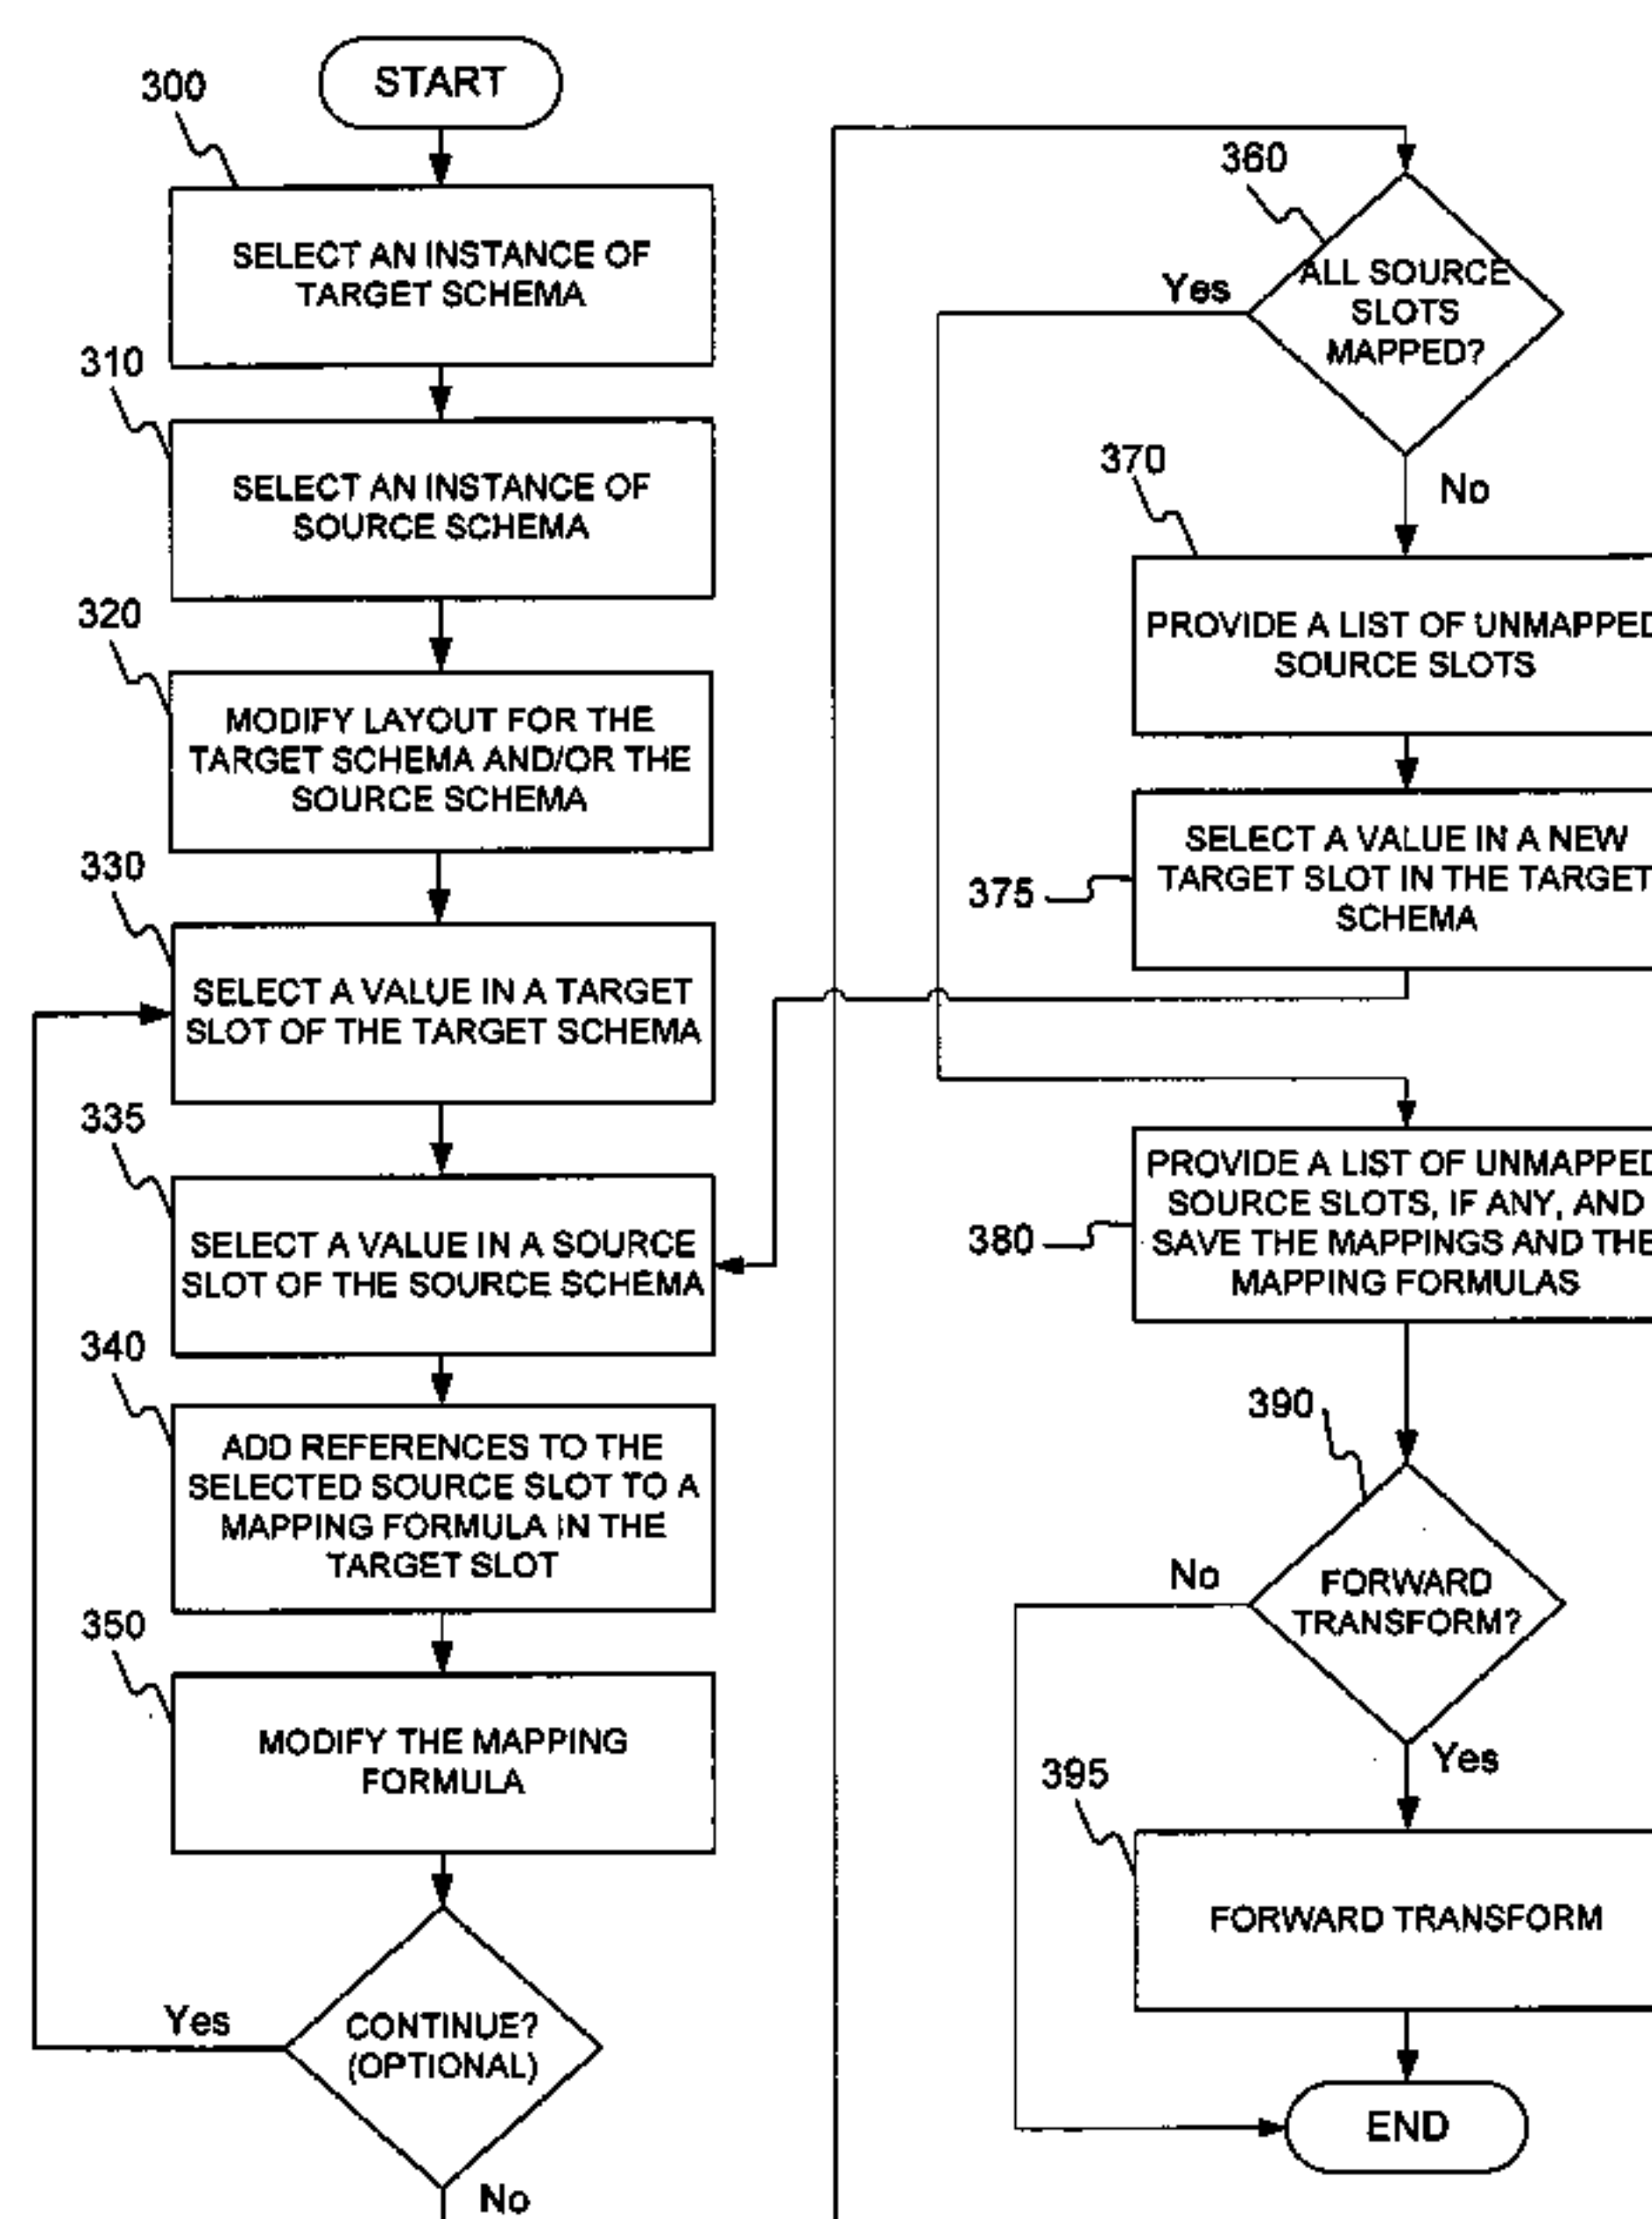 START
300
SELECT AN INSTANCE OF
TARGET SCHEMA
310
SELECT AN INSTANCE OF
SOURCE SCHEMA
320
MODIFY LAYOUT FOR THE
TARGET SCHEMA AND/OR THE
SOURCE SCHEMA
330
SELECT A VALUE IN A TARGET
SLOT OF THE TARGET SCHEMA
335
SELECT A VALUE IN A SOURCE
SLOT OF THE SOURCE SCHEMA
340
ADD REFERENCES TO THE
SELECTED SOURCE SLOT TO A
MAPPING FORMULA IN THE
TARGET SLOT
350
MODIFY THE MAPPING
FORMULA
Yes
CONTINUE?
(OPTIONAL)
No
360
Yes
ALL SOURCE
SLOTS
MAPPED?
No
370
PROVIDE A LIST OF UNMAPPED
SOURCE SLOTS
375
SELECT A VALUE IN A NEW
TARGET SLOT IN THE TARGET
SCHEMA
380
PROVIDE A LIST OF UNMAPPED
SOURCE SLOTS, IF ANY, AND
SAVE THE MAPPINGS AND THE
MAPPING FORMULAS
390
No
FORWARD
TRANSFORM?
Yes
395
FORWARD TRANSFORM
END